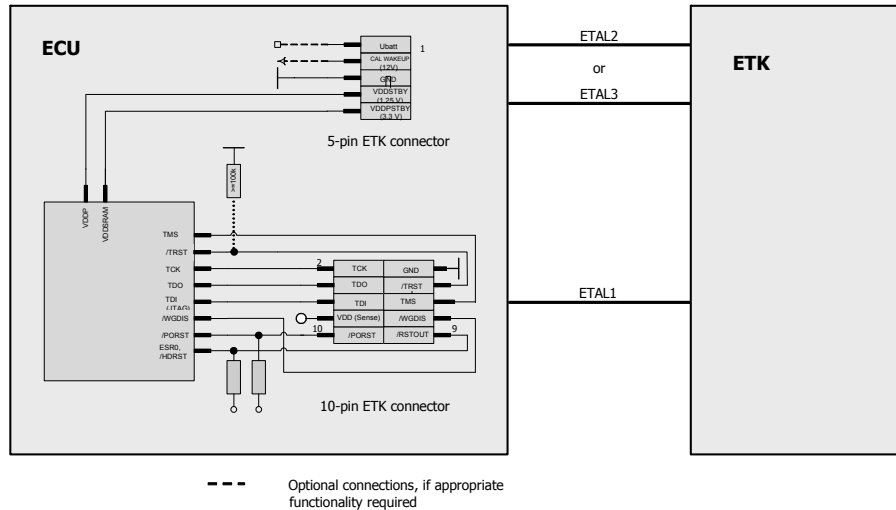 ECU
ETK
Ubatt
1
CAL WAKEUP
(12V)
GND
VDDSTBY
(1.25 V)
VDDPSTBY
(3.3 V)
5-pin ETK connector
ETAL2
or
ETAL3
ETAL1
>=100k
VDDP
VDDSRAM
TMS
/TRST
TCK
TDO
TDI
(JTAG)
/WGDIS
/PORST
ESR0,
/HDRST
2
TCK
GND
TDO
/TRST
TDI
TMS
VDD (Sense)
/WGDIS
10
/PORST
/RSTOUT
9
10-pin ETK connector
Optional connections, if appropriate
functionality required